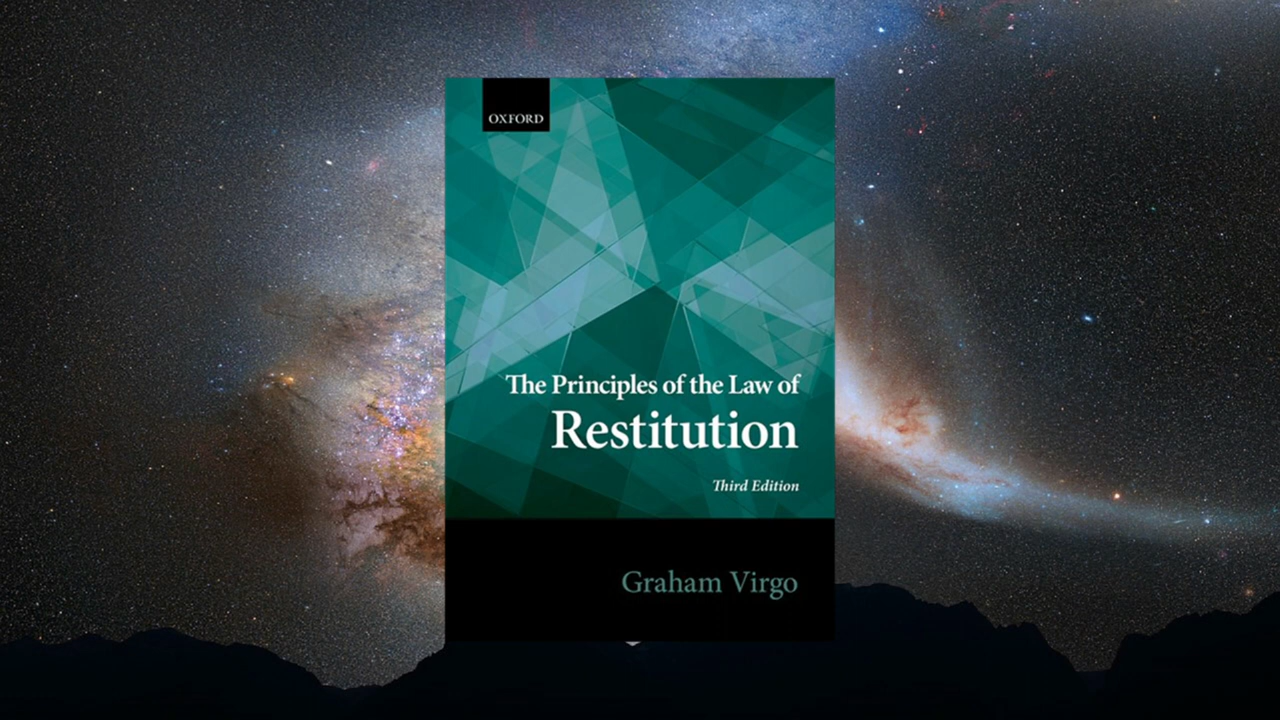 OXFORD
The Principles of the Law of
Restitution
Third Edition
Graham Virgo